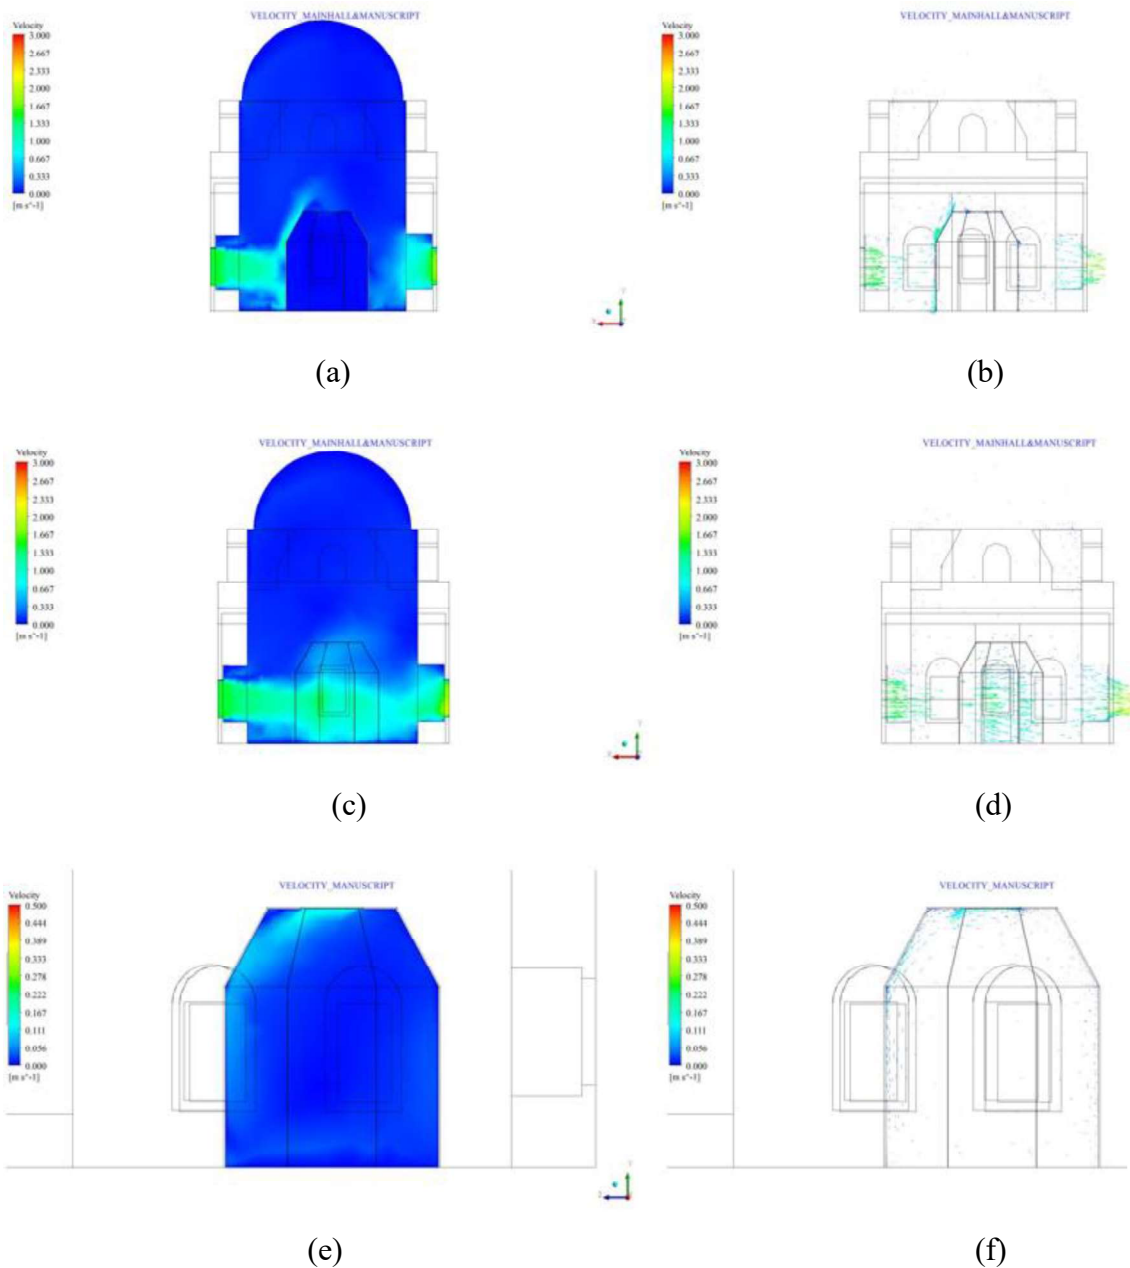 VELOCITY_MAINHALL&MANUSCRIPT
Velocity
3.000
2.667
2.333
2.000
1.667
1.333
1.000
0.667
0.333
0.000
[m s^-1]
(a)
VELOCITY_MAINHALL&MANUSCRIPT
Velocity
3.000
2.667
2.333
2.000
1.667
1.333
1.000
0.667
0.333
0.000
[m s^-1]
(b)
VELOCITY_MAINHALL&MANUSCRIPT
Velocity
3.000
2.667
2.333
2.000
1.667
1.333
1.000
0.667
0.333
0.000
[m s^-1]
(c)
VELOCITY_MAINHALL&MANUSCRIPT
Velocity
3.000
2.667
2.333
2.000
1.667
1.333
1.000
0.667
0.333
0.000
[m s^-1]
(d)
VELOCITY_MANUSCRIPT
Velocity
0.500
0.444
0.389
0.333
0.278
0.222
0.167
0.111
0.056
0.000
[m s^-1]
(e)
VELOCITY_MANUSCRIPT
Velocity
0.500
0.444
0.389
0.333
0.278
0.222
0.167
0.111
0.056
0.000
[m s^-1]
(f)